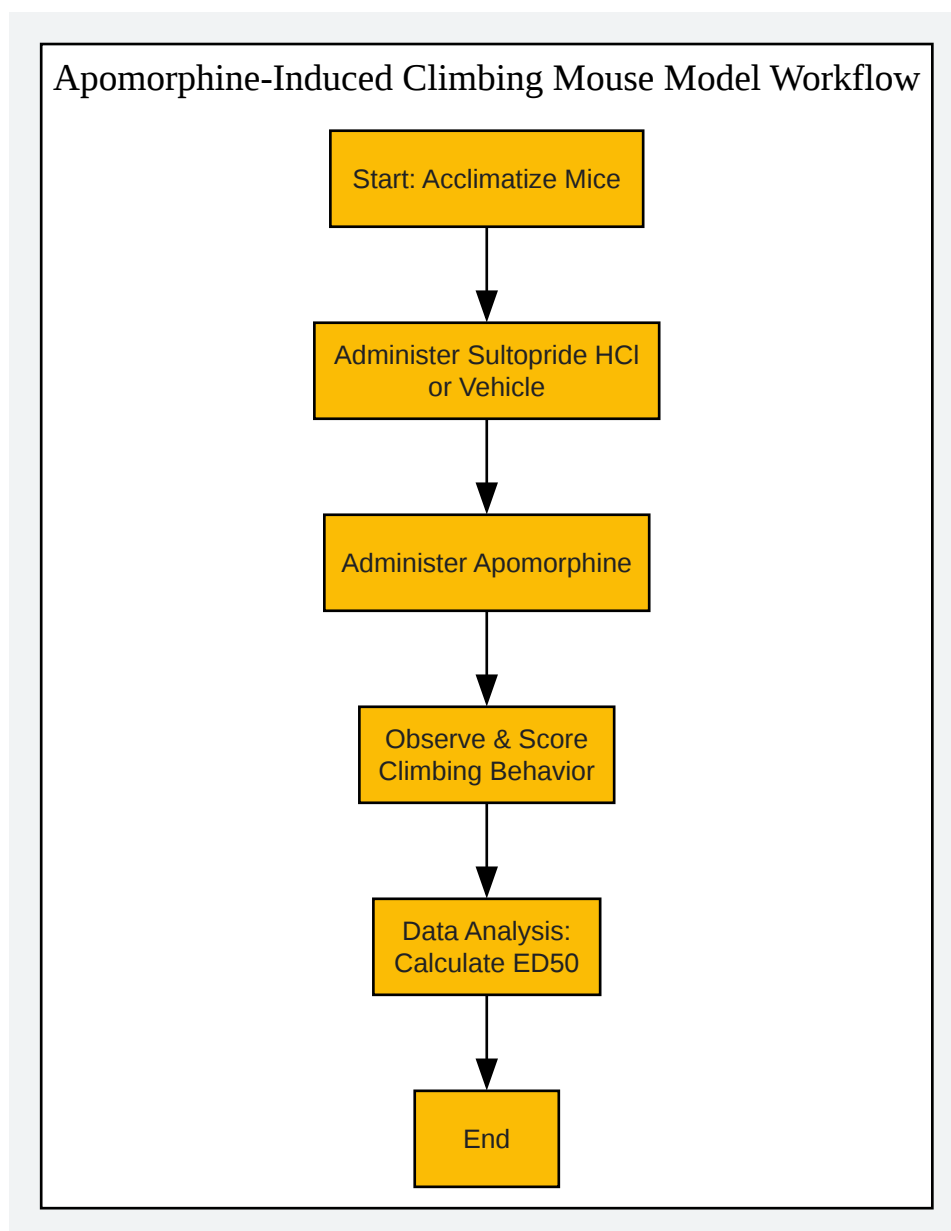 Apomorphine-Induced Climbing Mouse Model Workflow
Start: Acclimatize Mice
Administer Sultopride HCl
or Vehicle
Administer Apomorphine
Observe & Score
Climbing Behavior
Data Analysis:
Calculate ED50
End